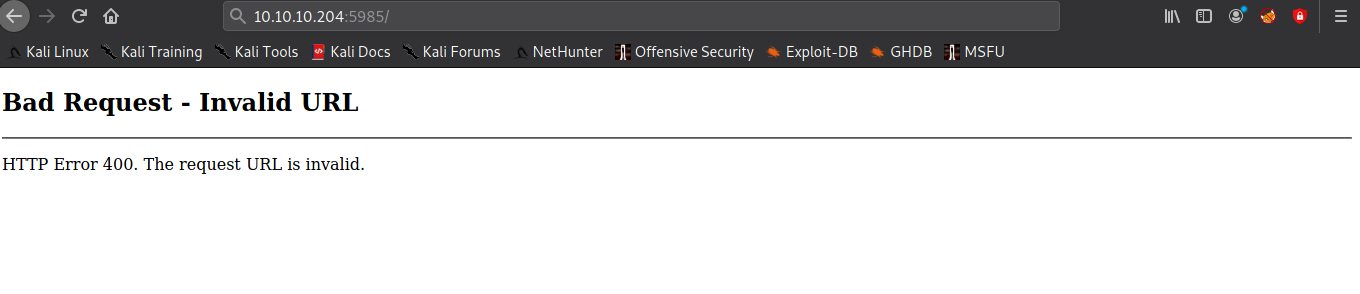 10.10.10.204:5985/
Kali Linux Kali Training Kali Tools Kali Docs Kali Forums NetHunter Offensive Security Exploit-DB GHDB MSFU
Bad Request - Invalid URL
HTTP Error 400. The request URL is invalid.